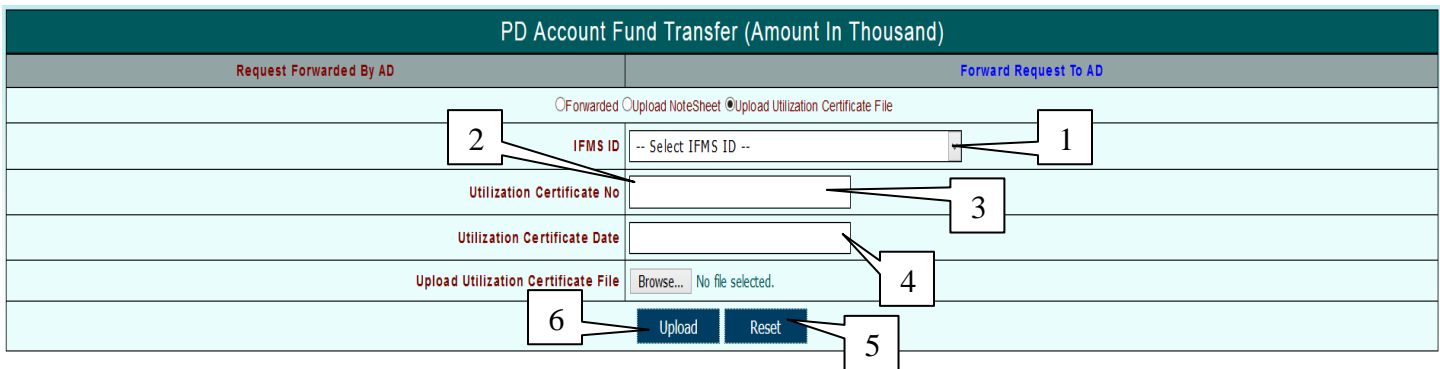 PD Account Fund Transfer (Amount In Thousand)
Request Forwarded By AD Forward Request To AD
Forwarded Upload NoteSheet Upload Utilization Certificate File
2 IFMS ID -- Select IFMS ID -- 1
Utilization Certificate No 3
Utilization Certificate Date 4
Upload Utilization Certificate File Browse... No file selected.
6 Upload Reset 5